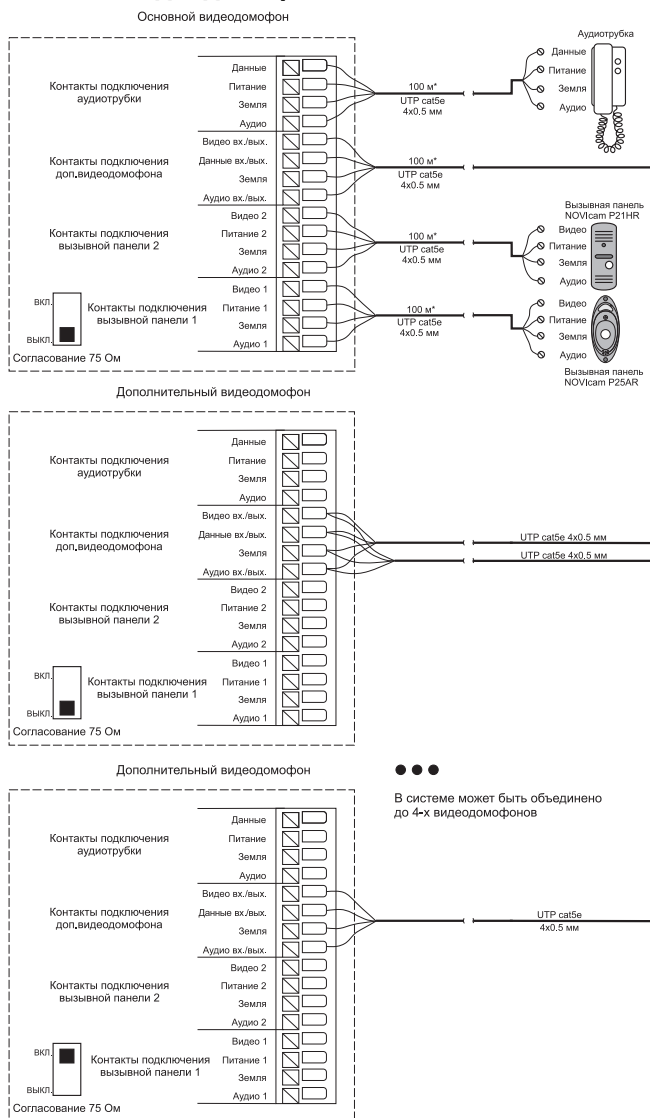 Основной видеодомофон
Контакты подключения
аудиотрубки
Данные
Питание
Земля
Аудио
Контакты подключения
доп.видеодомофона
Видео вх./вых.
Данные вх./вых.
Земля
Аудио вх./вых.
Контакты подключения
вызывной панели 2
Видео 2
Питание 2
Земля
Аудио 2
Контакты подключения
вызывной панели 1
Видео 1
Питание 1
Земля
Аудио 1
ВКЛ.
ВЫКЛ.
Согласование 75 Ом
100 м*
UTP cat5e
4x0.5 мм
100 м*
UTP cat5e
4x0.5 мм
100 м*
UTP cat5e
4x0.5 мм
100 м*
UTP cat5e
4x0.5 мм
Аудиотрубка
Данные
Питание
Земля
Аудио
Вызывная панель
NOVIcam P21HR
Видео
Питание
Земля
Аудио
Видео
Питание
Земля
Аудио
Вызывная панель
NOVIcam P25AR
Дополнительный видеодомофон
Контакты подключения
аудиотрубки
Данные
Питание
Земля
Аудио
Контакты подключения
доп.видеодомофона
Видео вх./вых.
Данные вх./вых.
Земля
Аудио вх./вых.
Контакты подключения
вызывной панели 2
Видео 2
Питание 2
Земля
Аудио 2
Контакты подключения
вызывной панели 1
Видео 1
Питание 1
Земля
Аудио 1
ВКЛ.
ВЫКЛ.
Согласование 75 Ом
UTP cat5e 4x0.5 мм
UTP cat5e 4x0.5 мм
Дополнительный видеодомофон
В системе может быть объединено
до 4-х видеодомофонов
Контакты подключения
аудиотрубки
Данные
Питание
Земля
Аудио
Контакты подключения
доп.видеодомофона
Видео вх./вых.
Данные вх./вых.
Земля
Аудио вх./вых.
Контакты подключения
вызывной панели 2
Видео 2
Питание 2
Земля
Аудио 2
Контакты подключения
вызывной панели 1
Видео 1
Питание 1
Земля
Аудио 1
ВКЛ.
ВЫКЛ.
Согласование 75 Ом
UTP cat5e
4x0.5 мм